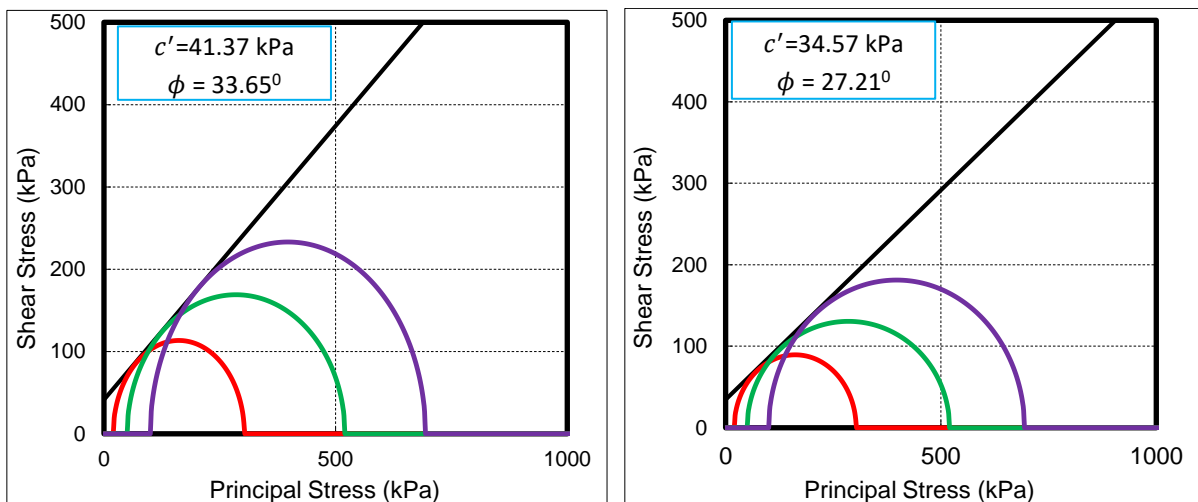 500
400
300
200
100
0
Shear Stress (kPa)
c′=41.37 kPa
ϕ = 33.65⁰
0 500 1000
Principal Stress (kPa)
500
400
300
200
100
0
Shear Stress (kPa)
c′=34.57 kPa
ϕ = 27.21⁰
0 500 1000
Principal Stress (kPa)